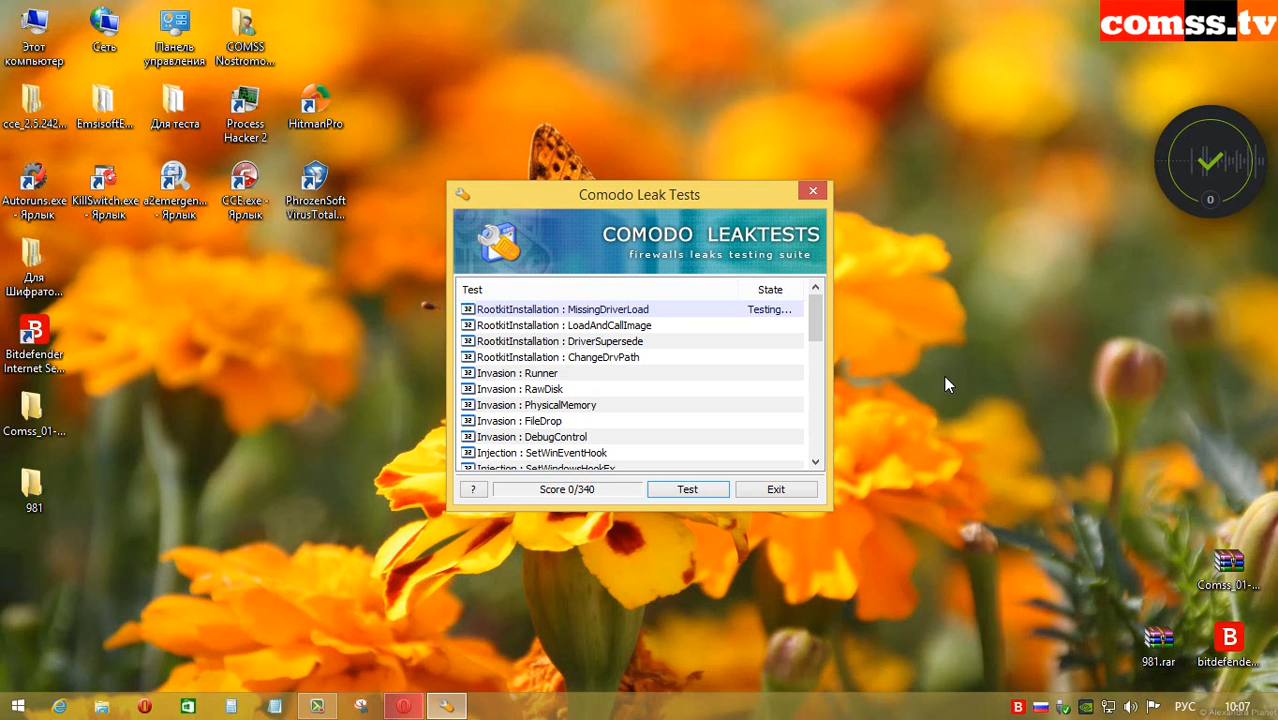 comss.tv
Этот
компьютер
Сеть
Панель
управления
COMSS
Nostromo...
cce_2.5.242...
EmsisoftE...
Для теста
Process
Hacker 2
HitmanPro
Autoruns.exe
- Ярлык
KillSwitch.exe
- Ярлык
a2emergen...
- Ярлык
CCE.exe -
Ярлык
PhrozenSoft
VirusTotal...
Для
Шифрато...
Bitdefender
Internet Se...
Comss_01-...
981
0
Comodo Leak Tests
COMODO LEAKTESTS
firewalls leaks testing suite
Test State
RootkitInstallation : MissingDriverLoad Testing...
RootkitInstallation : LoadAndCallImage
RootkitInstallation : DriverSupersede
RootkitInstallation : ChangeDrvPath
Invasion : Runner
Invasion : RawDisk
Invasion : PhysicalMemory
Invasion : FileDrop
Invasion : DebugControl
Injection : SetWinEventHook
Injection : SetWindowsHookEx
? Score 0/340 Test Exit
Comss_01-...
981.rar
bitdefende...
РУС 10:07
© Alexandra Planet